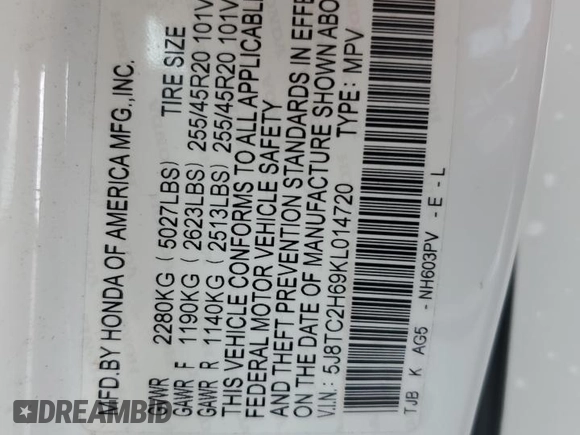 MFD.BY HONDA OF AMERICA MFG.,INC.
GVWR 2280KG ( 5027LBS) TIRE SIZE
GAWR F 1190KG ( 2623LBS) 255/45R20 101V
GAWR R 1140KG ( 2513LBS) 255/45R20 101V
THIS VEHICLE CONFORMS TO ALL APPLICABLE
FEDERAL MOTOR VEHICLE SAFETY
AND THEFT PREVENTION STANDARDS IN EFFE
ON THE DATE OF MANUFACTURE SHOWN ABO
V.I.N.: 5J8TC2H69KL014720 TYPE: MPV
TJB K AG5 - NH603PV - E - L
DREAMBID